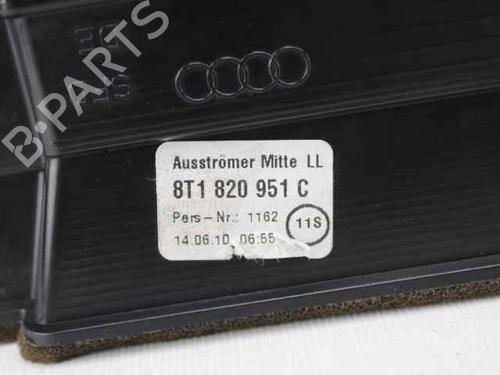 B-PARTS
Ausströmer Mitte LL
8T1 820 951 C
Pers-Nr.: 1162
11S
14.06.10 06:55